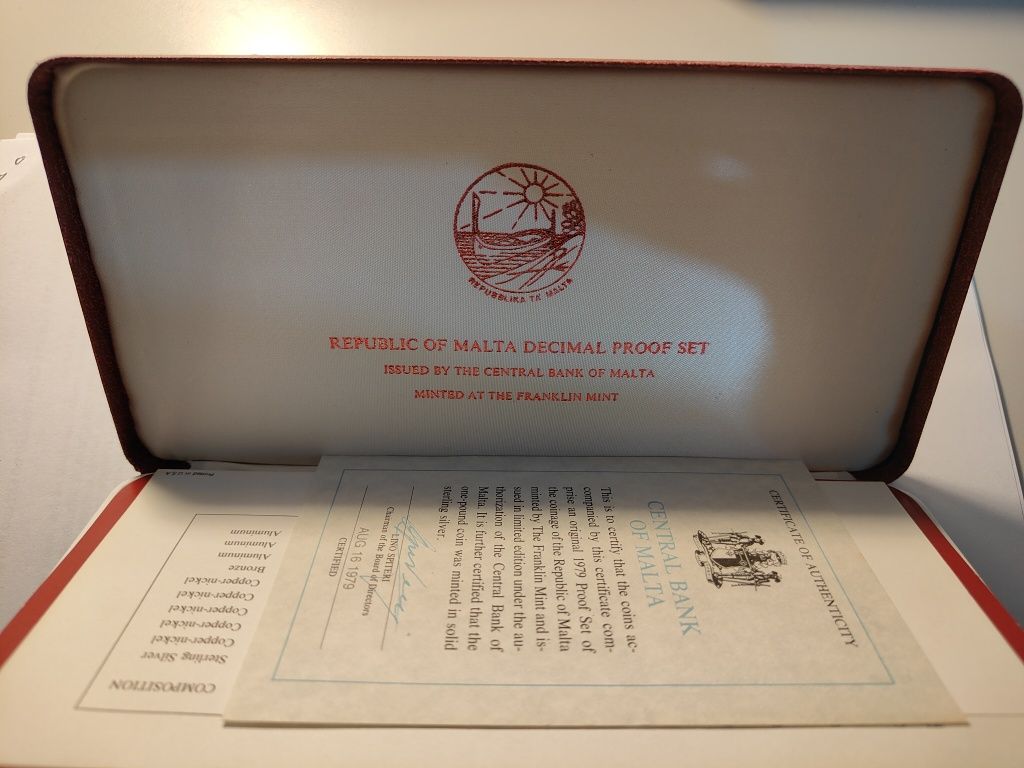 REPUBBLIKA TA' MALTA
REPUBLIC OF MALTA DECIMAL PROOF SET
ISSUED BY THE CENTRAL BANK OF MALTA
MINTED AT THE FRANKLIN MINT
CERTIFICATE OF AUTHENTICITY
CENTRAL BANK
OF MALTA
This is to certify that the coins ac-
companied by this certificate com-
prise an original 1979 Proof Set of
the coinage of the Republic of Malta
minted by The Franklin Mint and is-
sued in limited edition under the au-
thorization of the Central Bank of
Malta. It is further certified that the
one-pound coin was minted in solid
sterling silver.
LINO SPITERI
Chairman of the Board of Directors
AUG 16 1979
CERTIFIED
COMPOSITION
Sterling Silver
Copper-nickel
Copper-nickel
Copper-nickel
Copper-nickel
Copper-nickel
Bronze
Aluminum
Aluminum
Aluminum
Printed in U.S.A.